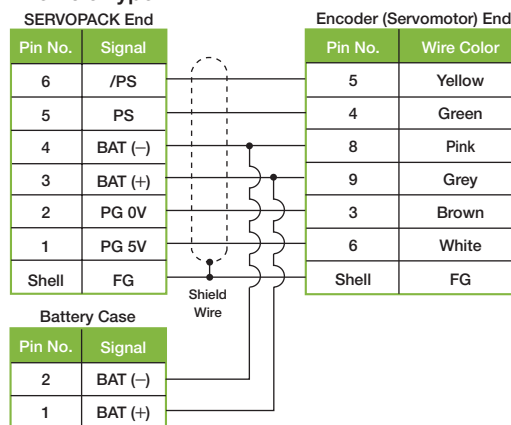 SERVOPACK End
Encoder (Servomotor) End
Pin No. Signal
Pin No. Wire Color
6 /PS
5 Yellow
5 PS
4 Green
4 BAT (−)
8 Pink
3 BAT (+)
9 Grey
2 PG 0V
3 Brown
1 PG 5V
6 White
Shell FG
Shell FG
Shield
Wire
Battery Case
Pin No. Signal
2 BAT (−)
1 BAT (+)